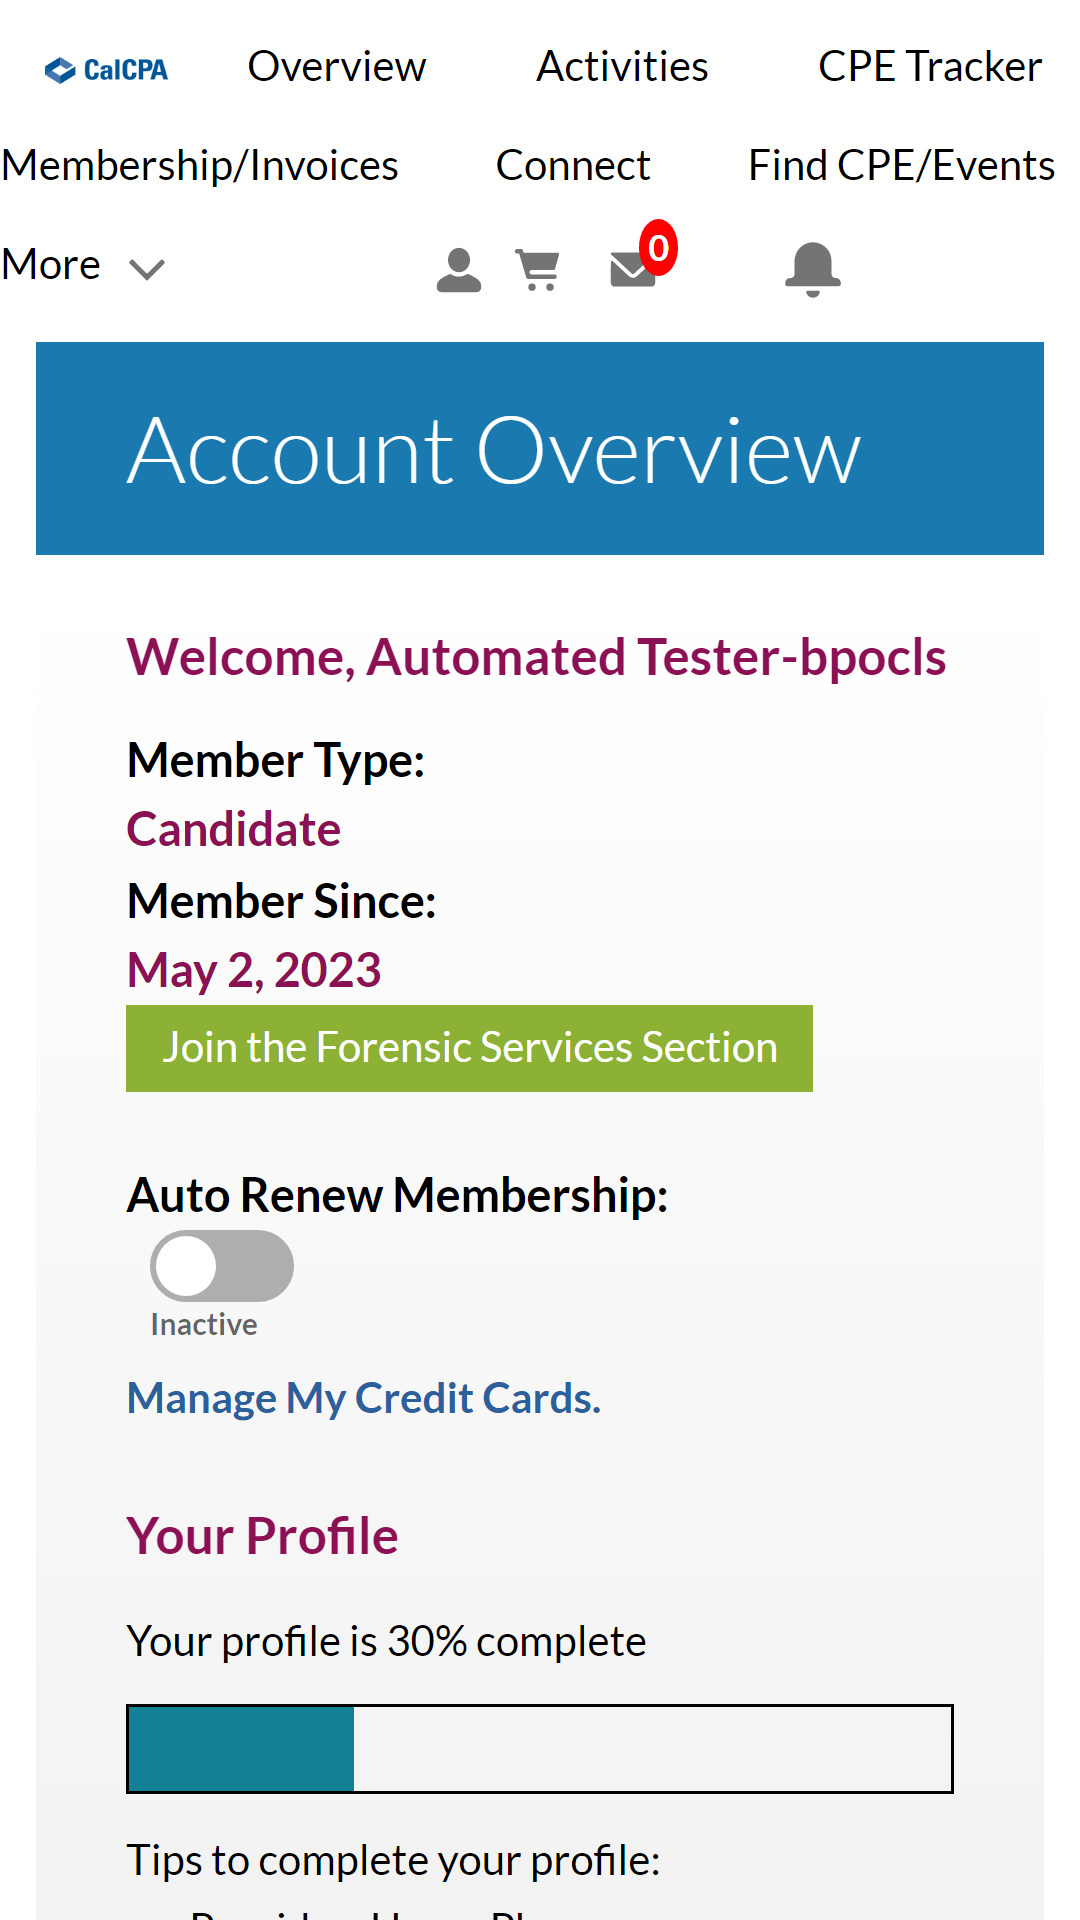 CalCPA Overview Activities CPE Tracker
Membership/Invoices Connect Find CPE/Events
More 0
Account Overview
Welcome, Automated Tester-bpocls
Member Type:
Candidate
Member Since:
May 2, 2023
Join the Forensic Services Section
Auto Renew Membership:
Inactive
Manage My Credit Cards.
Your Profile
Your profile is 30% complete
Tips to complete your profile: